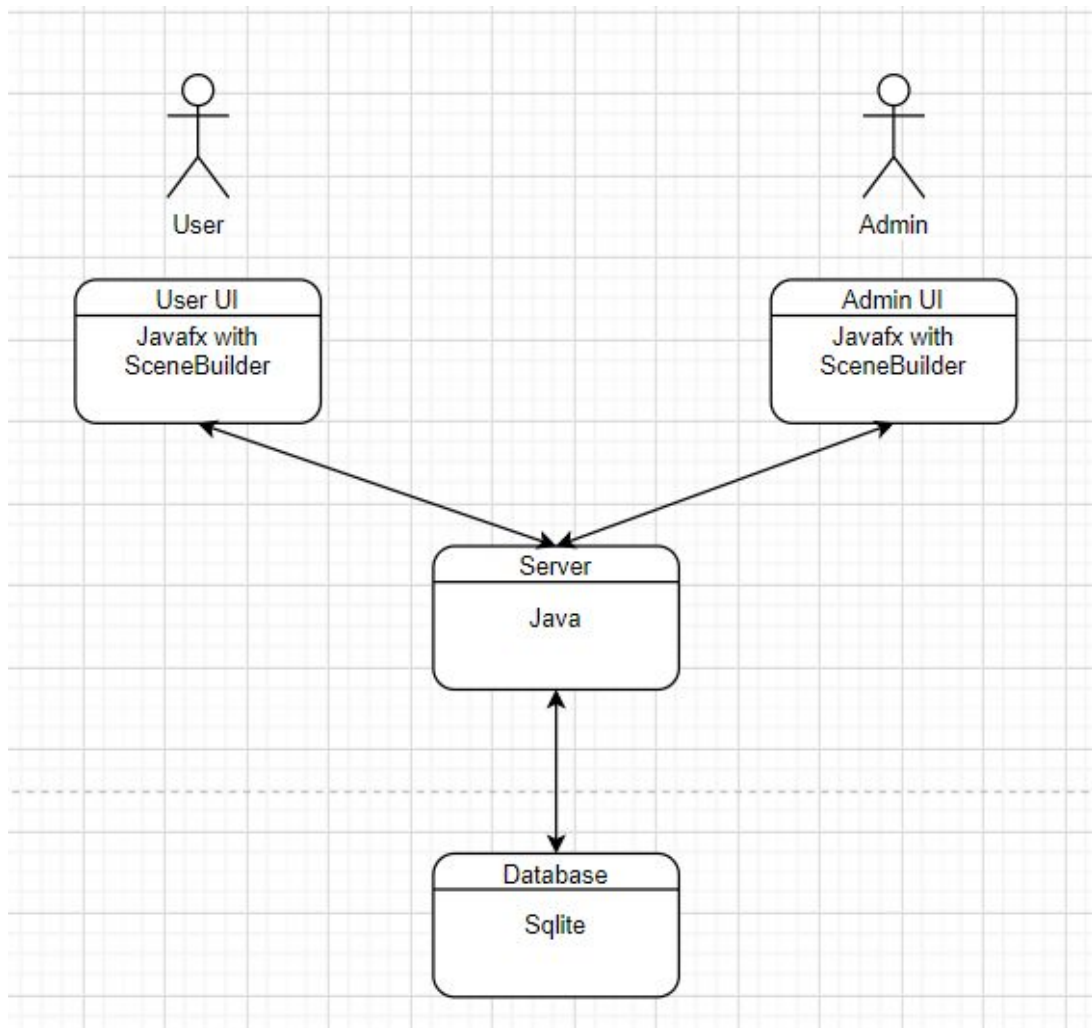 User
Admin
User UI
Javafx with
SceneBuilder
Admin UI
Javafx with
SceneBuilder
Server
Java
Database
Sqlite